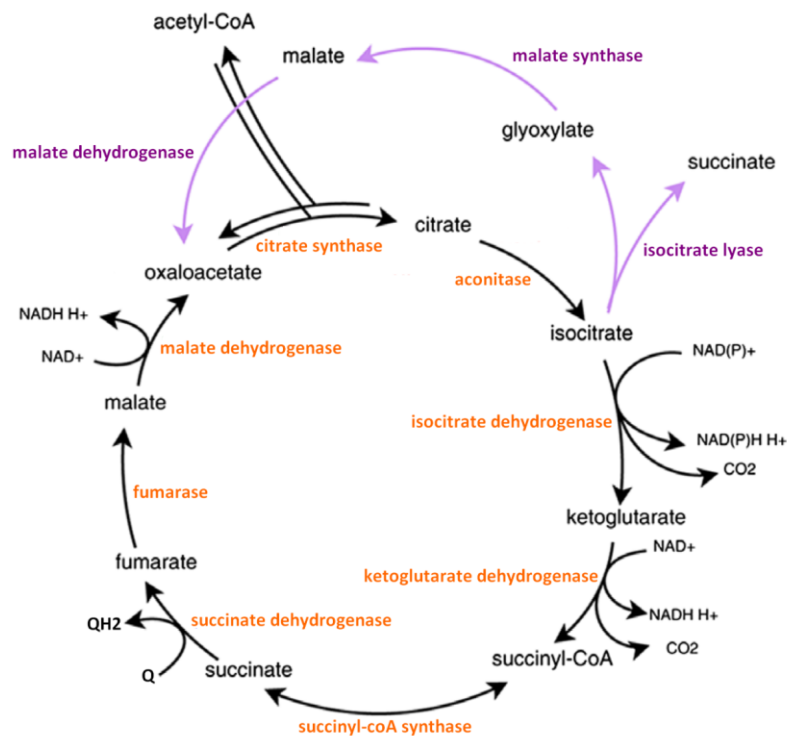 acetyl-CoA
malate
malate synthase
glyoxylate
malate dehydrogenase
succinate
citrate
citrate synthase
isocitrate lyase
oxaloacetate
aconitase
NADH H+
isocitrate
malate dehydrogenase
NAD(P)+
NAD+
malate
isocitrate dehydrogenase
NAD(P)H H+
CO2
fumarase
ketoglutarate
NAD+
fumarate
ketoglutarate dehydrogenase
NADH H+
QH2
succinate dehydrogenase
CO2
succinyl-CoA
succinate
Q
succinyl-coA synthase